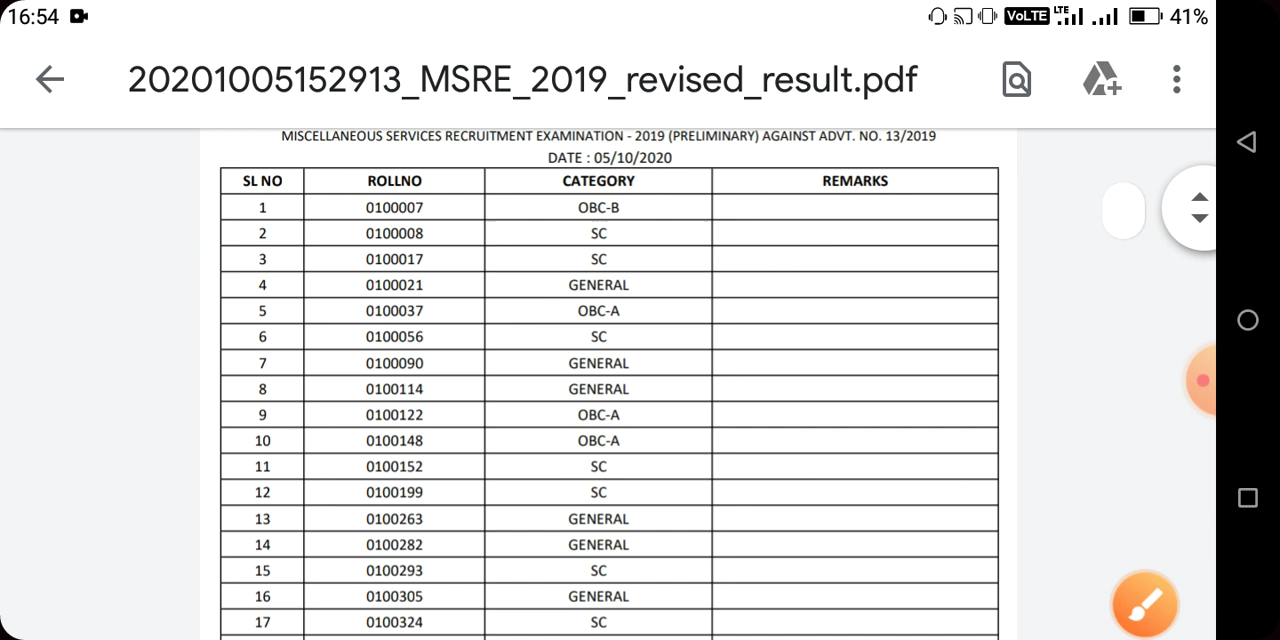 16:54 VoLTE LTE 41%
20201005152913_MSRE_2019_revised_result.pdf
MISCELLANEOUS SERVICES RECRUITMENT EXAMINATION - 2019 (PRELIMINARY) AGAINST ADVT. NO. 13/2019
DATE : 05/10/2020
SL NO ROLLNO CATEGORY REMARKS
1 0100007 OBC-B
2 0100008 SC
3 0100017 SC
4 0100021 GENERAL
5 0100037 OBC-A
6 0100056 SC
7 0100090 GENERAL
8 0100114 GENERAL
9 0100122 OBC-A
10 0100148 OBC-A
11 0100152 SC
12 0100199 SC
13 0100263 GENERAL
14 0100282 GENERAL
15 0100293 SC
16 0100305 GENERAL
17 0100324 SC